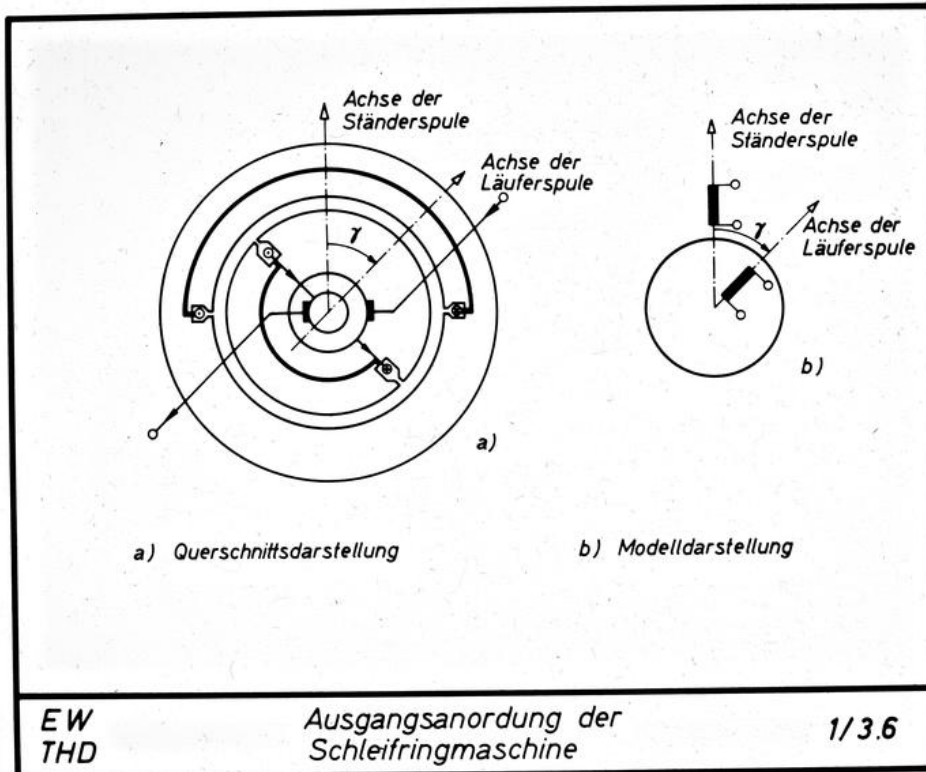 Achse der
Ständerspule
Achse der
Läuferspule
γ
a)
Achse der
Ständerspule
γ
Achse der
Läuferspule
b)
a) Querschnittsdarstellung
b) Modelldarstellung
EW
THD
Ausgangsanordung der
Schleifringmaschine
1/3.6